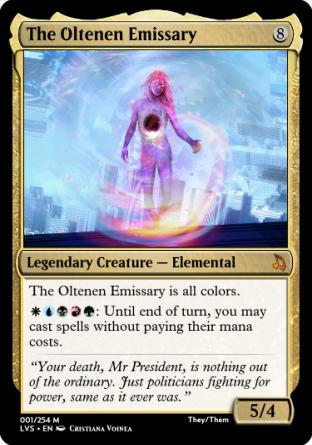 The Oltenen Emissary 8
Legendary Creature — Elemental
The Oltenen Emissary is all colors.
: Until end of turn, you may
cast spells without paying their mana
costs.
“Your death, Mr President, is nothing out
of the ordinary. Just politicians fighting for
power, same as it ever was.”
5/4
001/254 M
They/Them
LVS • EN Cristiana Voinea